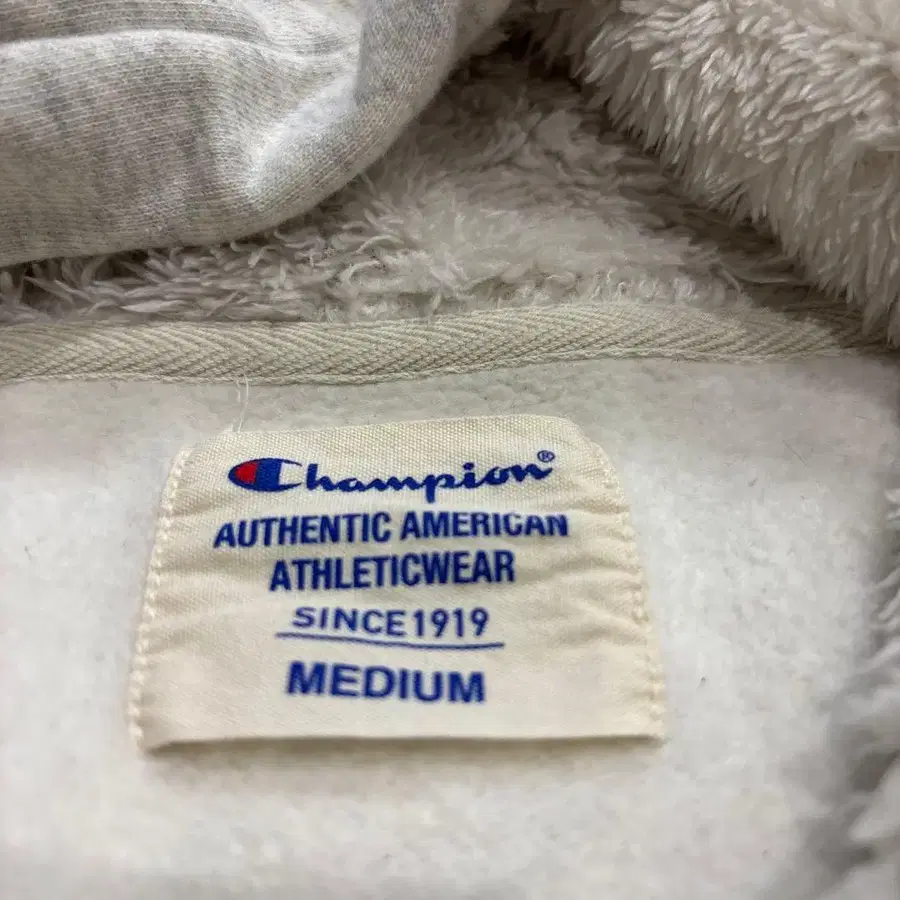 Champion®
AUTHENTIC AMERICAN
ATHLETICWEAR
SINCE 1919
MEDIUM